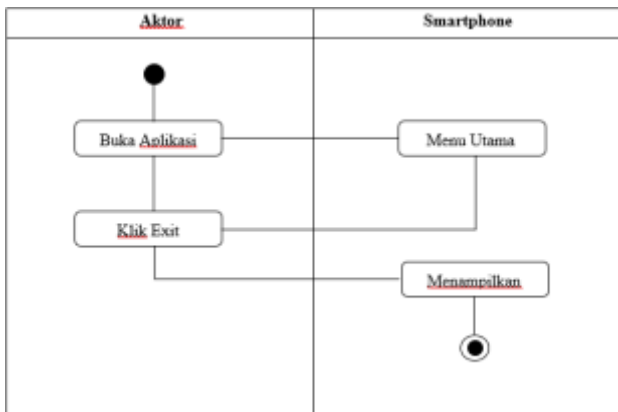 Aktor
Smartphone
Buka Aplikasi
Menu Utama
Klik Exit
Menampilkan